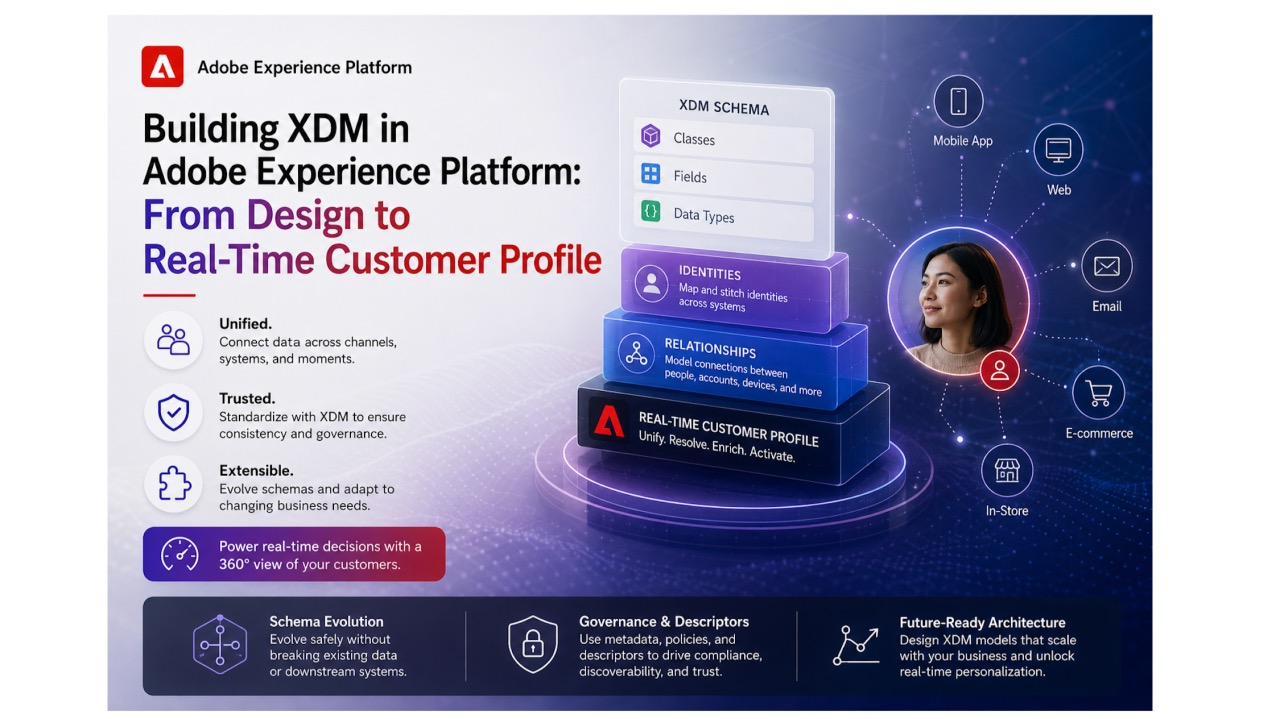 Adobe Experience Platform
Building XDM in
Adobe Experience Platform:
From Design to
Real-Time Customer Profile
Unified.
Connect data across channels,
systems, and moments.
Trusted.
Standardize with XDM to ensure
consistency and governance.
Extensible.
Evolve schemas and adapt to
changing business needs.
Power real-time decisions with a
360° view of your customers.
XDM SCHEMA
Classes
Fields
Data Types
IDENTITIES
Map and stitch identities
across systems
RELATIONSHIPS
Model connections between
people, accounts, devices, and more
REAL-TIME CUSTOMER PROFILE
Unify. Resolve. Enrich. Activate.
Mobile App
Web
Email
E-commerce
In-Store
Schema Evolution
Evolve safely without
breaking existing data
or downstream systems.
Governance & Descriptors
Use metadata, policies, and
descriptors to drive compliance,
discoverability, and trust.
Future-Ready Architecture
Design XDM models that scale
with your business and unlock
real-time personalization.